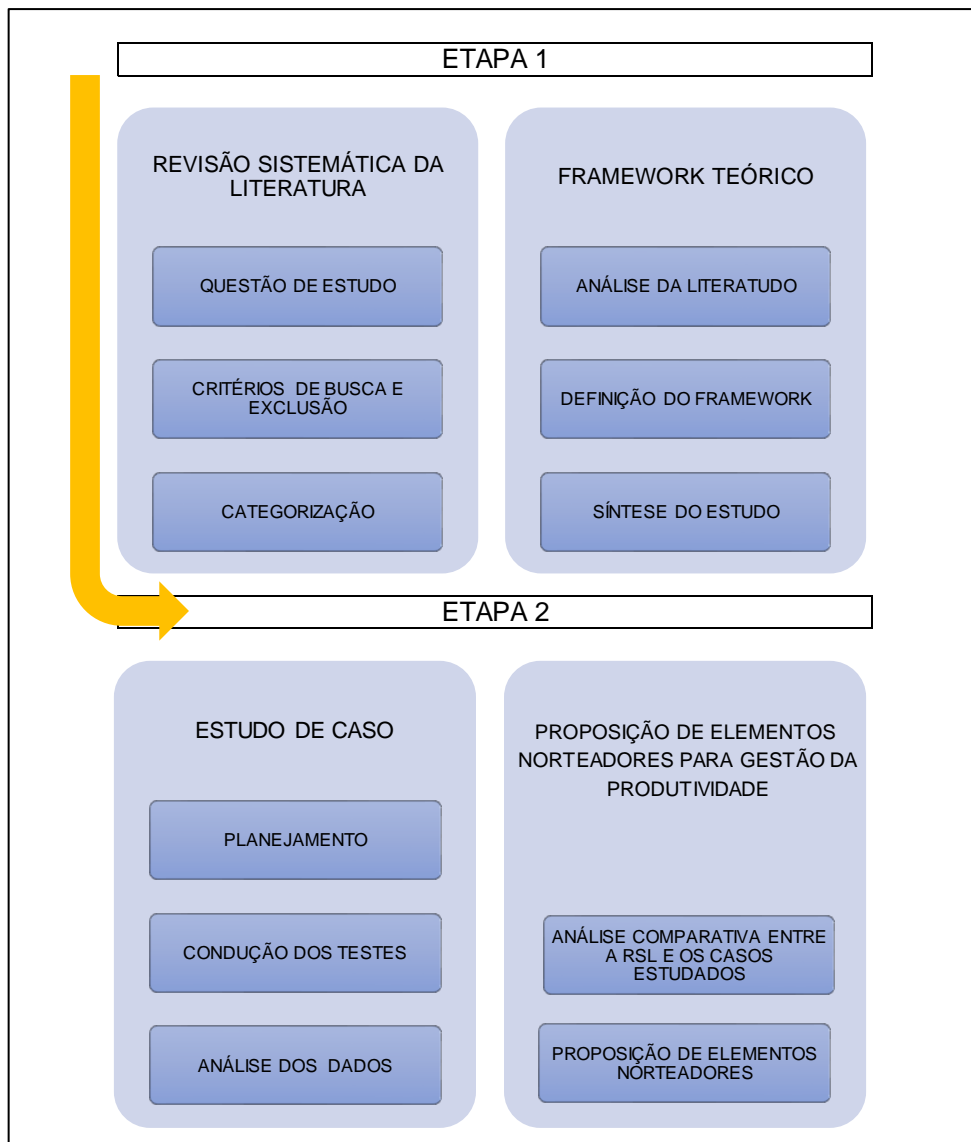 ETAPA 1
REVISÃO SISTEMÁTICA DA
LITERATURA
QUESTÃO DE ESTUDO
CRITÉRIOS DE BUSCA E
EXCLUSÃO
CATEGORIZAÇÃO
FRAMEWORK TEÓRICO
ANÁLISE DA LITERATUDO
DEFINIÇÃO DO FRAMEWORK
SÍNTESE DO ESTUDO
ETAPA 2
ESTUDO DE CASO
PLANEJAMENTO
CONDUÇÃO DOS TESTES
ANÁLISE DOS DADOS
PROPOSIÇÃO DE ELEMENTOS
NORTEADORES PARA GESTÃO DA
PRODUTIVIDADE
ANÁLISE COMPARATIVA ENTRE
A RSL E OS CASOS
ESTUDADOS
PROPOSIÇÃO DE ELEMENTOS
NORTEADORES